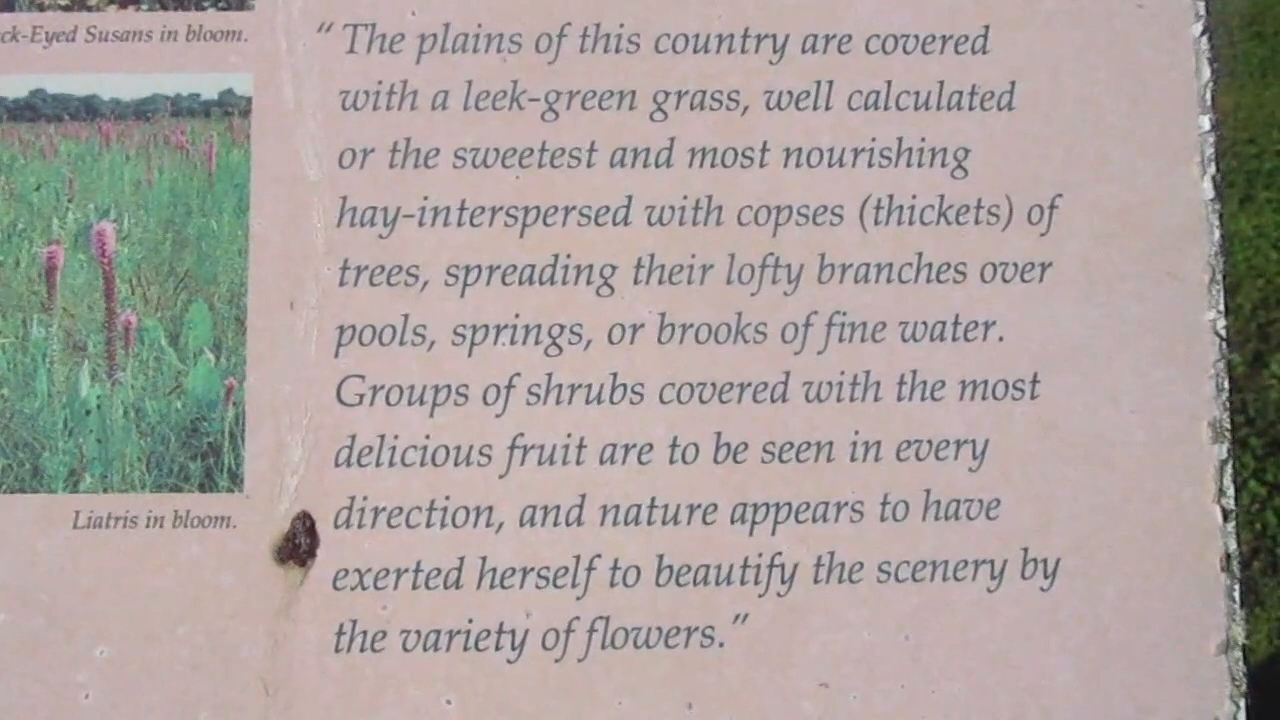 ck-Eyed Susans in bloom.
“The plains of this country are covered
with a leek-green grass, well calculated
or the sweetest and most nourishing
hay-interspersed with copses (thickets) of
trees, spreading their lofty branches over
pools, springs, or brooks of fine water.
Groups of shrubs covered with the most
delicious fruit are to be seen in every
direction, and nature appears to have
exerted herself to beautify the scenery by
the variety of flowers.”
Liatris in bloom.